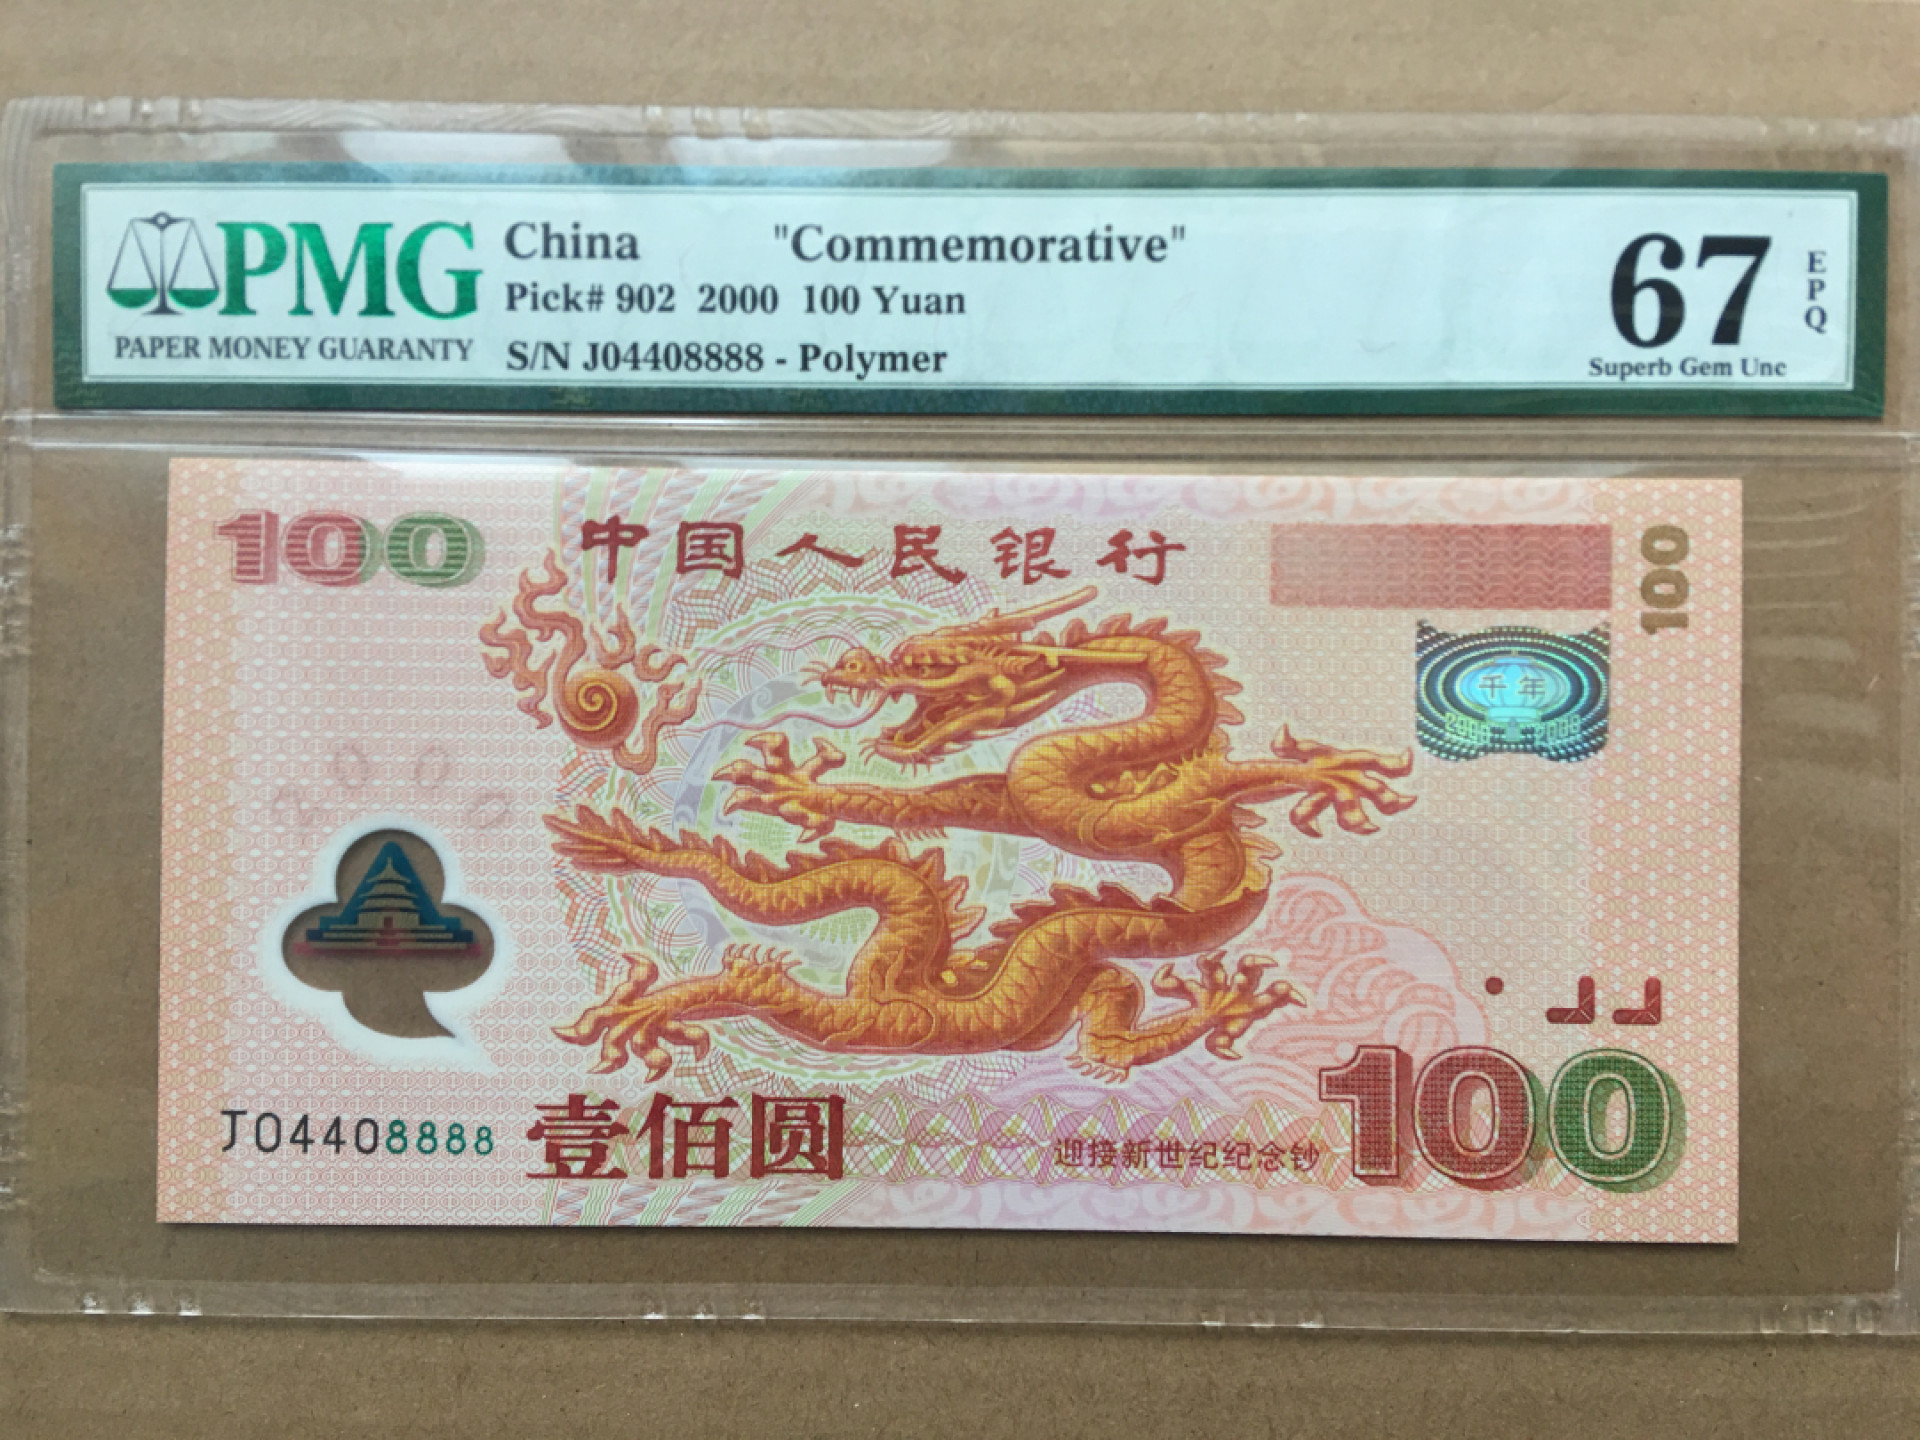 PMG
PAPER MONEY GUARANTY
China "Commemorative"
Pick# 902 2000 100 Yuan
S/N J04408888 - Polymer
67
EPQ
Superb Gem Unc
100
中国人民银行
100
千年
2000 2000
2000
J04408888
壹佰圆
迎接新世纪纪念钞
100